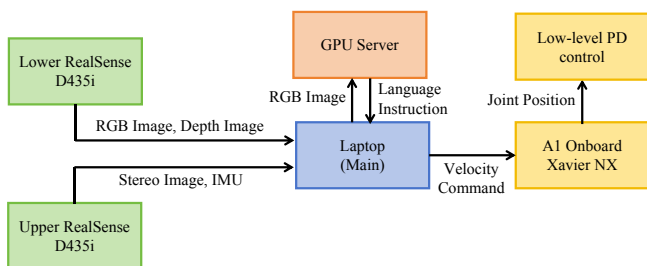 Lower RealSense
D435i
GPU Server
Low-level PD
control
RGB Image
Language
Instruction
Joint Position
RGB Image, Depth Image
Laptop
(Main)
A1 Onboard
Xavier NX
Velocity
Command
Stereo Image, IMU
Upper RealSense
D435i